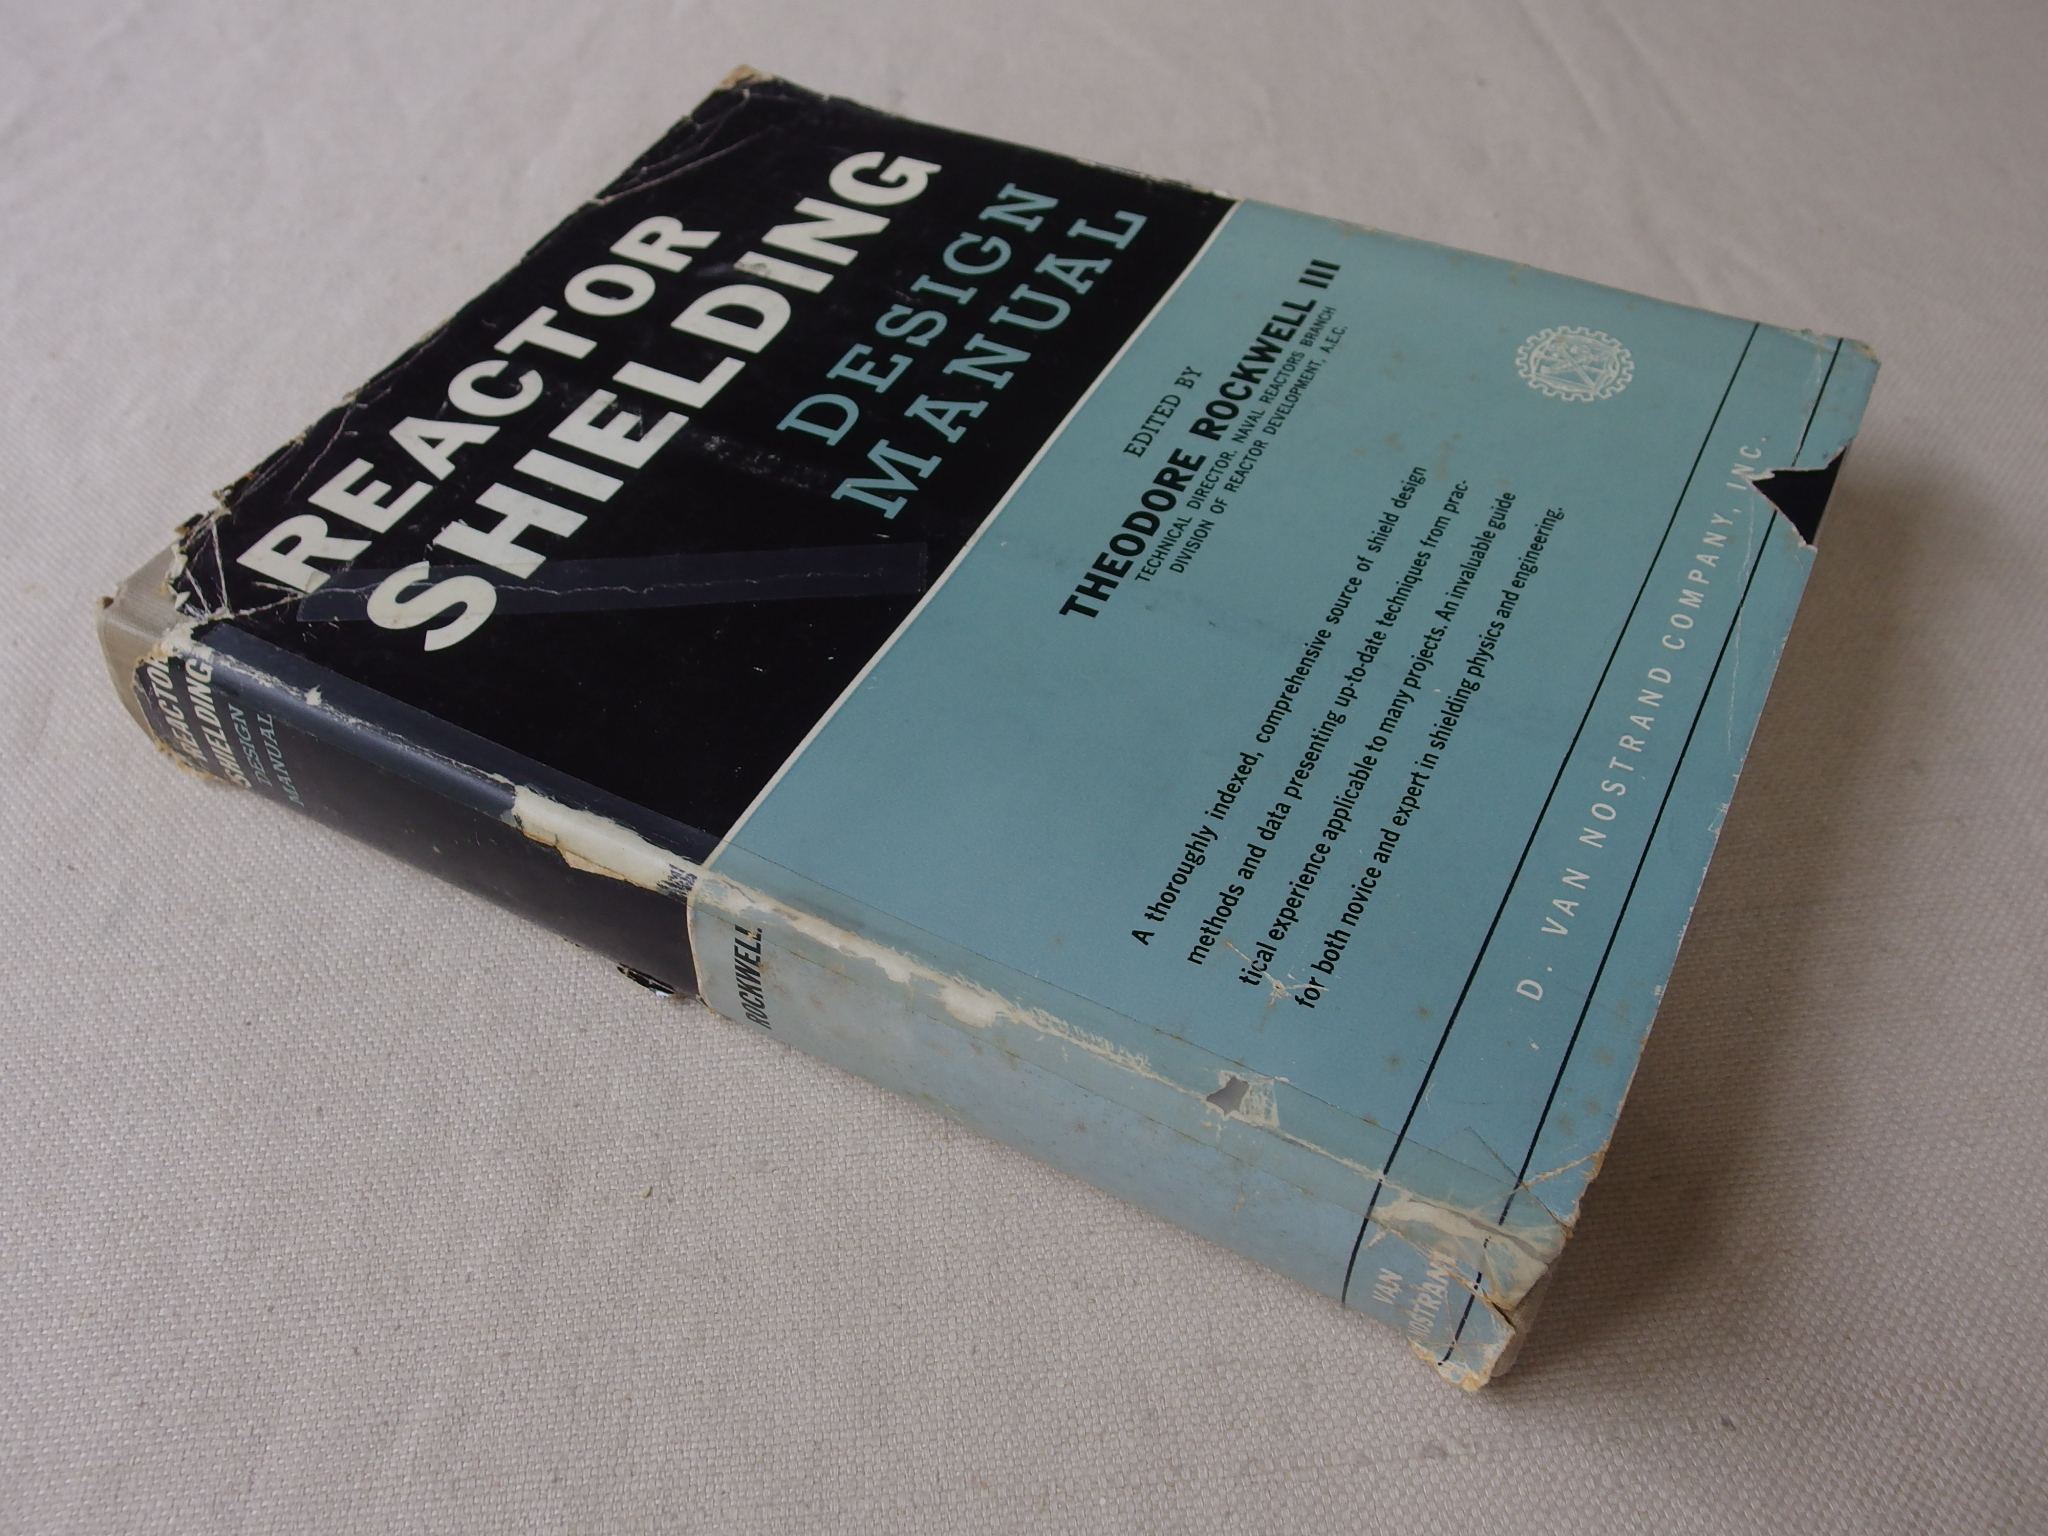 REACTOR
SHIELDING
DESIGN
MANUAL
EDITED BY
THEODORE ROCKWELL III
TECHNICAL DIRECTOR, NAVAL REACTORS BRANCH
DIVISION OF REACTOR DEVELOPMENT, A.E.C.
A thoroughly indexed, comprehensive source of shield design
methods and data presenting up-to-date techniques from prac-
tical experience applicable to many projects. An invaluable guide
for both novice and expert in shielding physics and engineering.
D. VAN NOSTRAND COMPANY, INC.
REACTOR
SHIELDING
DESIGN
MANUAL
ROCKWELL
VAN
NOSTRAND